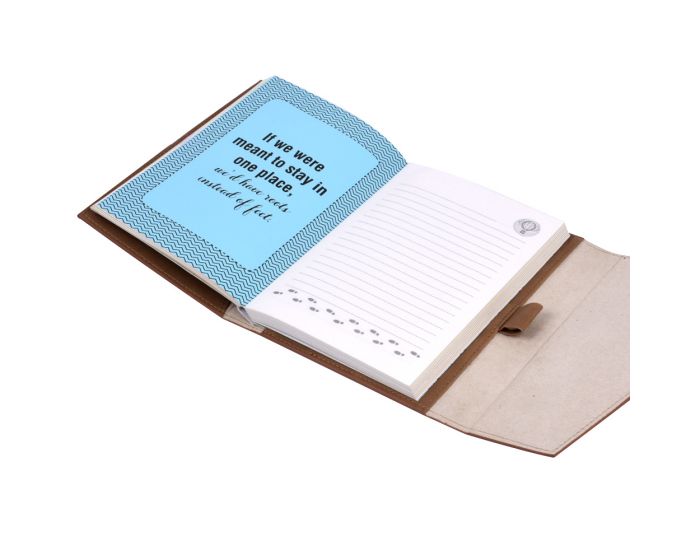 If we were
meant to stay in
one place,
we'd have roots
instead of feet.